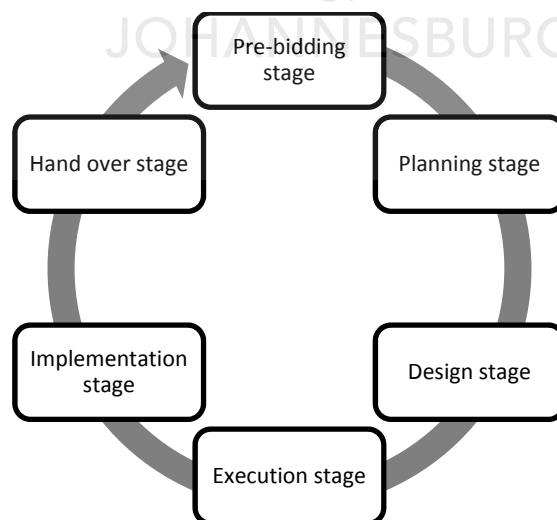 JOHANNESBURG
Pre-bidding
stage
Hand over stage
Planning stage
Implementation
stage
Design stage
Execution stage